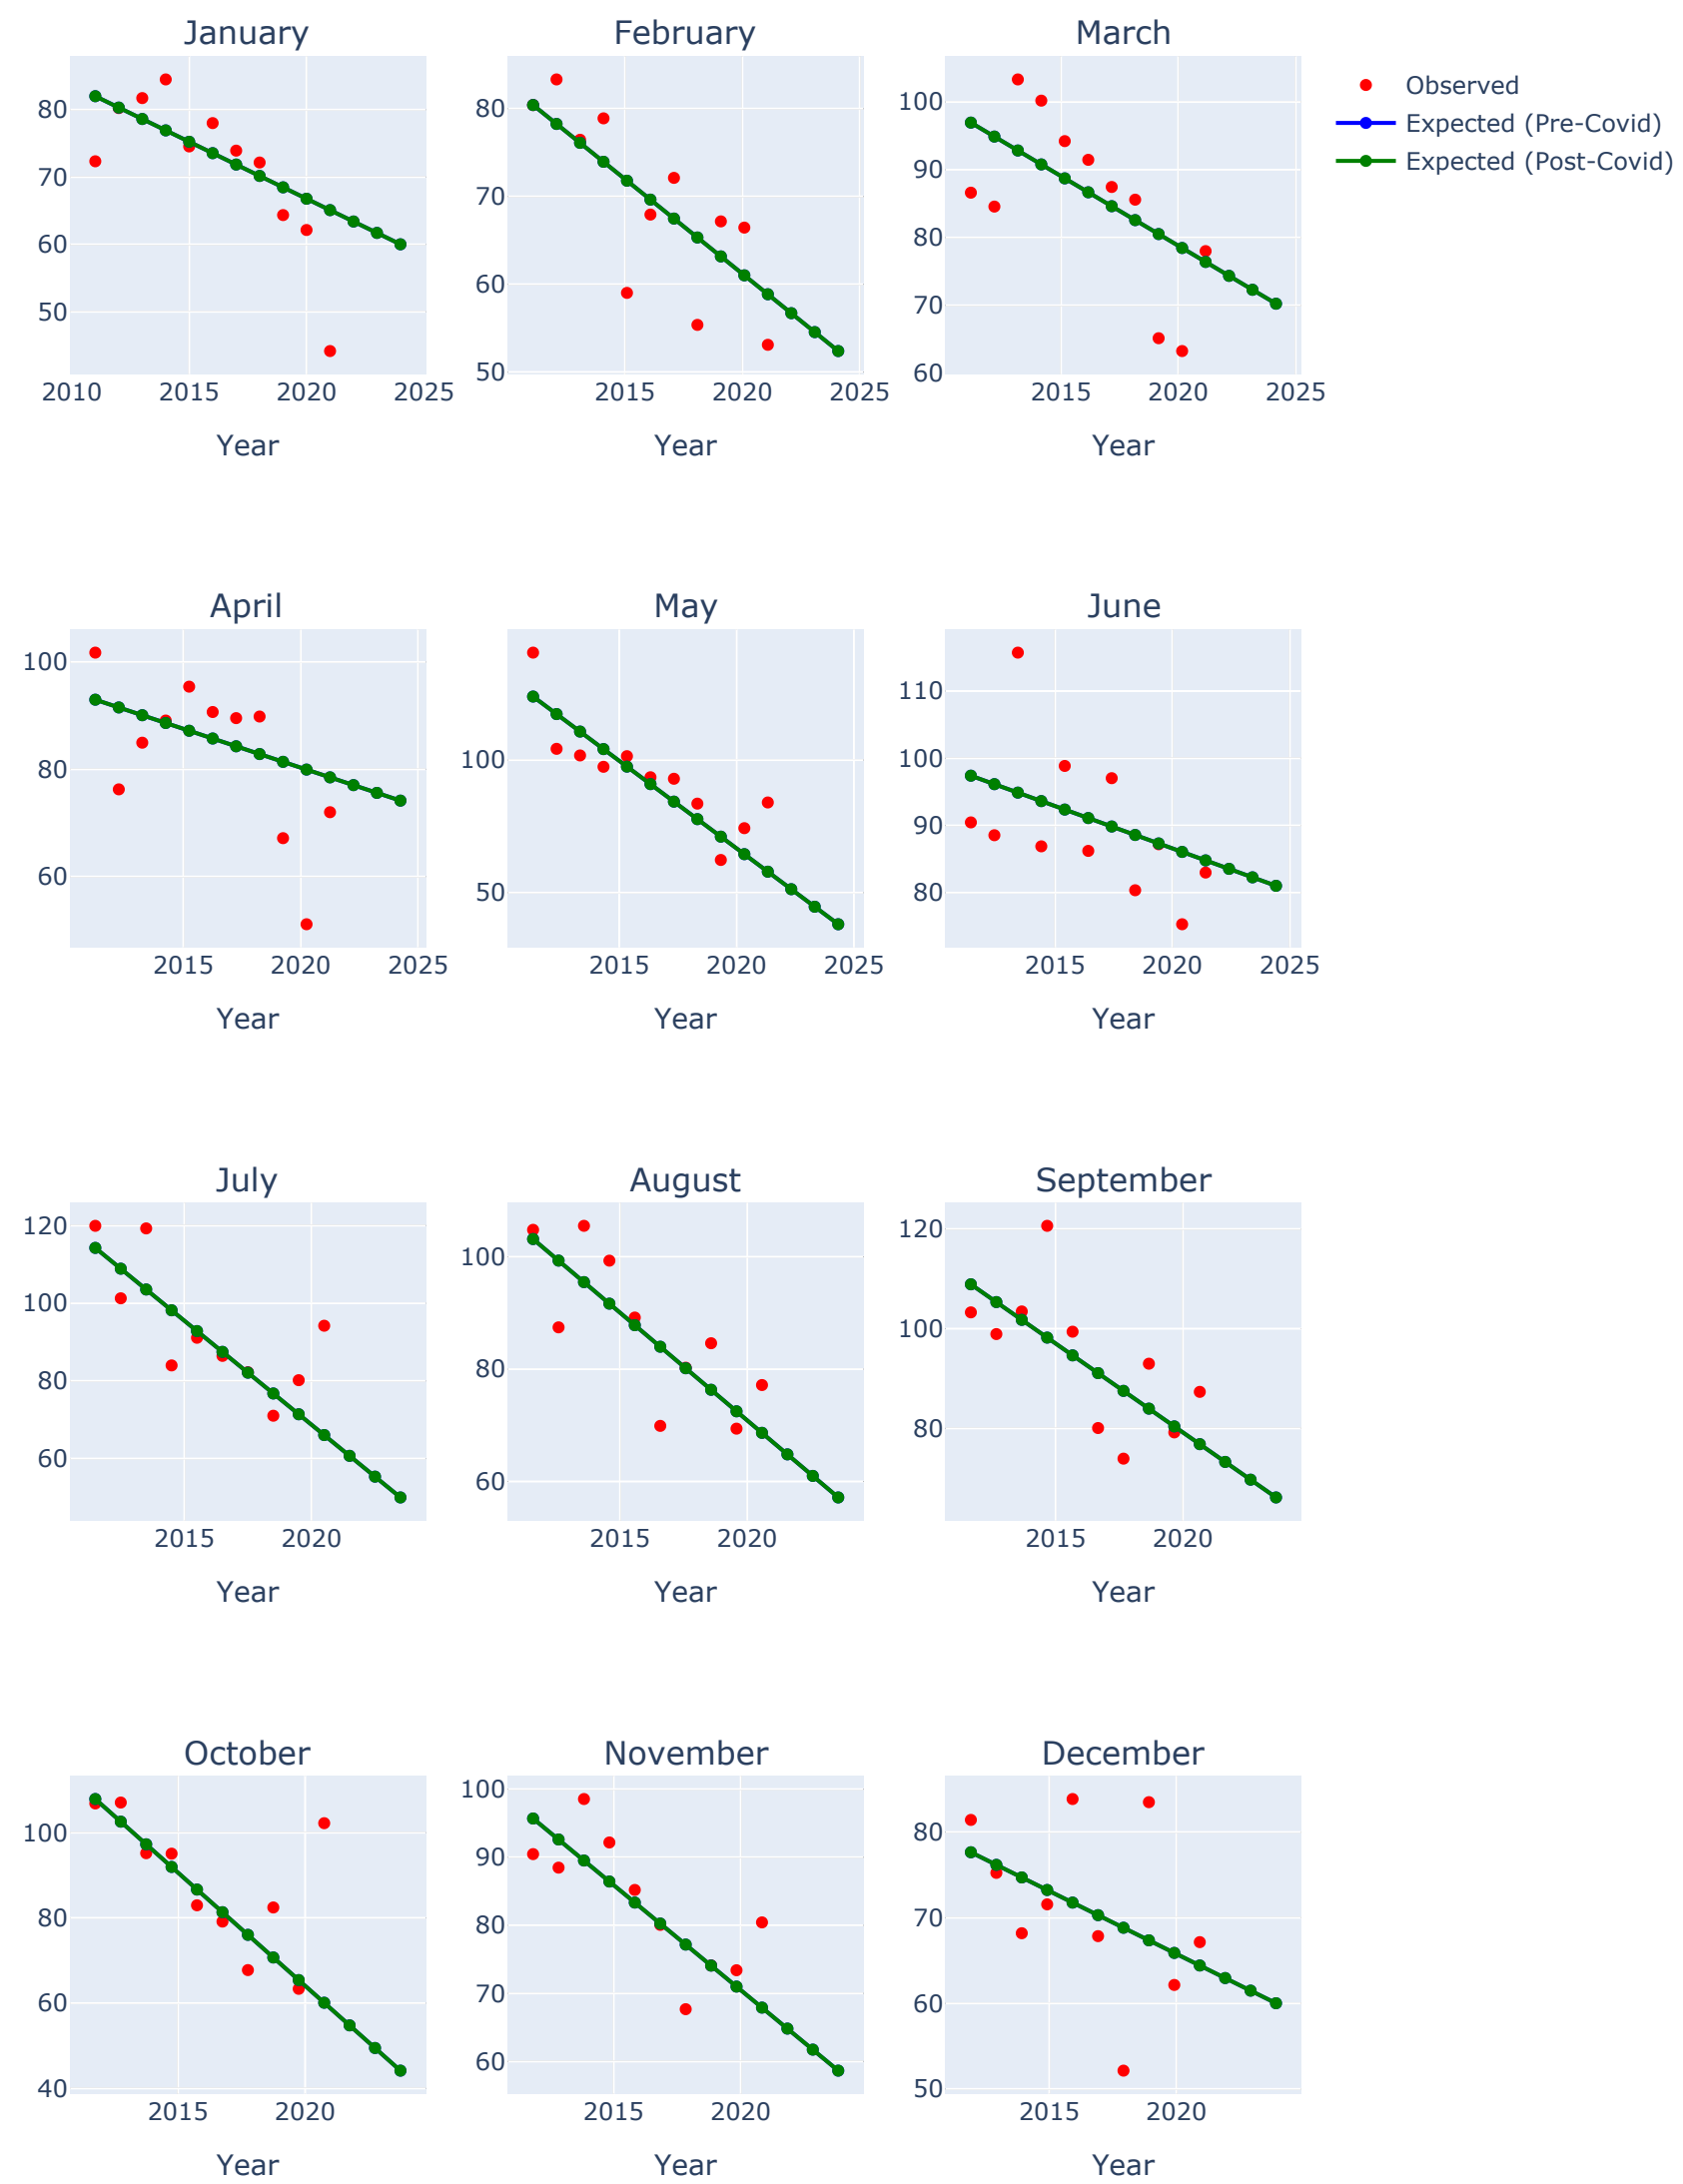 January February March
80
70
60
50
2010 2015 2020 2025
Year
80
70
60
50
2015 2020 2025
Year
100
90
80
70
60
2015 2020 2025
Year
Observed
Expected (Pre-Covid)
Expected (Post-Covid)
April May June
100
80
60
2015 2020 2025
Year
100
50
2015 2020 2025
Year
110
100
90
80
2015 2020 2025
Year
July August September
120
100
80
60
2015 2020
Year
100
80
60
2015 2020
Year
120
100
80
2015 2020
Year
October November December
100
80
60
40
2015 2020
Year
100
90
80
70
60
2015 2020
Year
80
70
60
50
2015 2020
Year